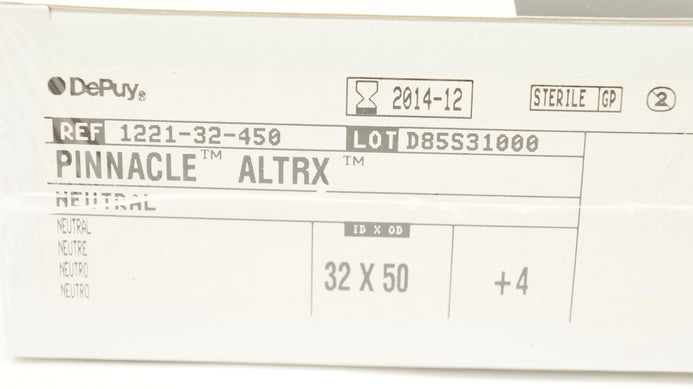 DePuy®
2014-12
STERILE GP
2
REF 1221-32-450 LOT D85S31000
PINNACLE™ ALTRX™
NEUTRAL
NEUTRAL
NEUTRE
NEUTRO
NEUTRO
ID X OD
32 X 50
+4